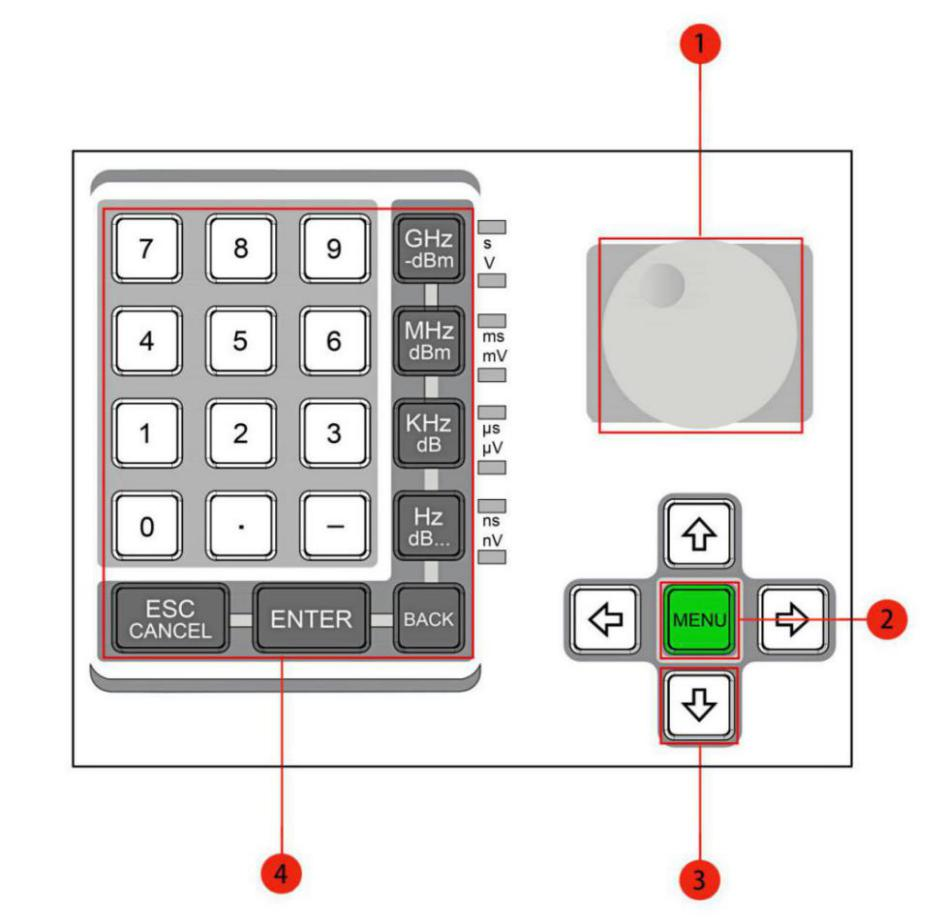 1
7 8 9 GHz s
-dBm V
4 5 6 MHz ms
dBm mV
1 2 3 KHz µs
dB µV
0 . – Hz ns
dB... nV
ESC
CANCEL
ENTER
BACK
MENU
2
4
3